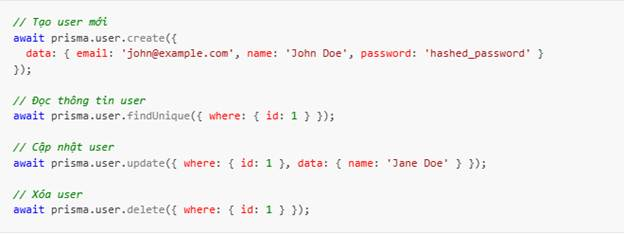 // Tạo user mới
await prisma.user.create({
  data: { email: 'john@example.com', name: 'John Doe', password: 'hashed_password' }
});
// Đọc thông tin user
await prisma.user.findUnique({ where: { id: 1 } });
// Cập nhật user
await prisma.user.update({ where: { id: 1 }, data: { name: 'Jane Doe' } });
// Xóa user
await prisma.user.delete({ where: { id: 1 } });